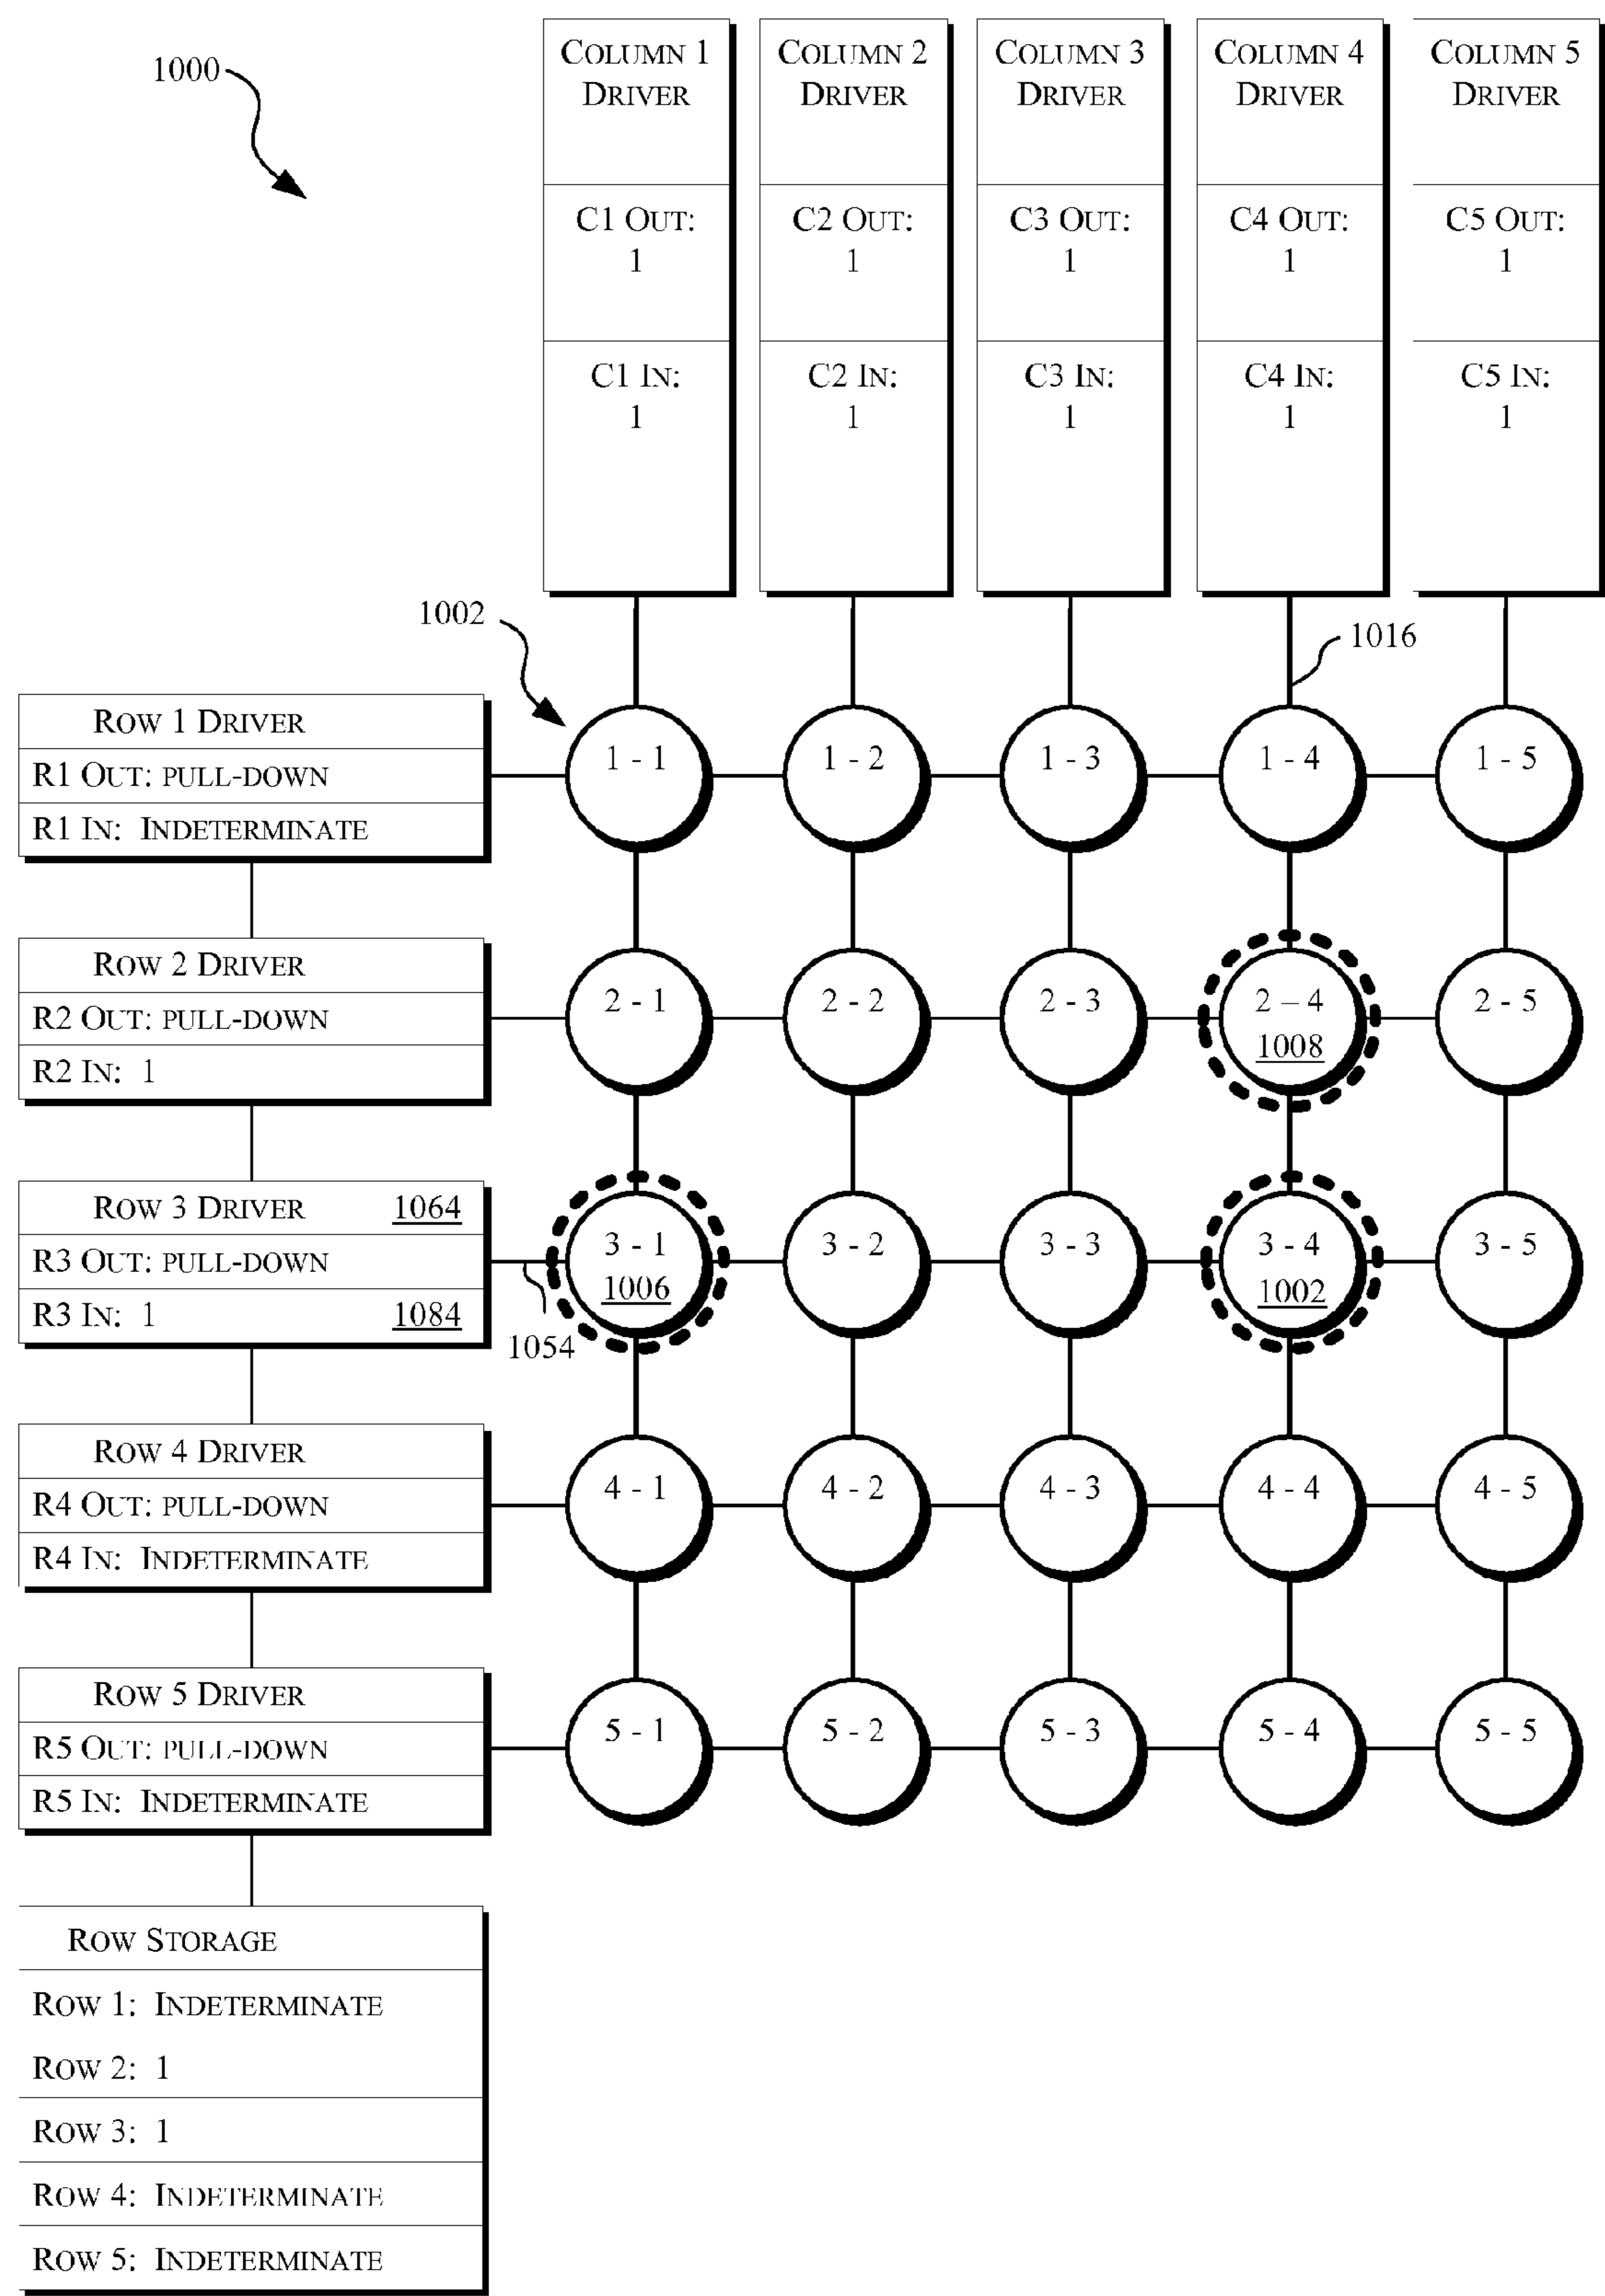 1000
COLUMN 1
DRIVER
C1 OUT:
1
C1 IN:
1
COLUMN 2
DRIVER
C2 OUT:
1
C2 IN:
1
COLUMN 3
DRIVER
C3 OUT:
1
C3 IN:
1
COLUMN 4
DRIVER
C4 OUT:
1
C4 IN:
1
COLUMN 5
DRIVER
C5 OUT:
1
C5 IN:
1
1002
1016
ROW 1 DRIVER
R1 OUT: PULL-DOWN
R1 IN: INDETERMINATE
1 - 1
1 - 2
1 - 3
1 - 4
1 - 5
ROW 2 DRIVER
R2 OUT: PULL-DOWN
R2 IN: 1
2 - 1
2 - 2
2 - 3
2 – 4
1008
2 - 5
ROW 3 DRIVER 1064
R3 OUT: PULL-DOWN
R3 IN: 1 1084
1054
3 - 1
1006
3 - 2
3 - 3
3 - 4
1002
3 - 5
ROW 4 DRIVER
R4 OUT: PULL-DOWN
R4 IN: INDETERMINATE
4 - 1
4 - 2
4 - 3
4 - 4
4 - 5
ROW 5 DRIVER
R5 OUT: PULL-DOWN
R5 IN: INDETERMINATE
5 - 1
5 - 2
5 - 3
5 - 4
5 - 5
ROW STORAGE
ROW 1: INDETERMINATE
ROW 2: 1
ROW 3: 1
ROW 4: INDETERMINATE
ROW 5: INDETERMINATE